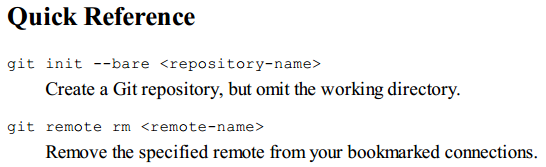 Quick Reference
git init --bare <repository-name>
Create a Git repository, but omit the working directory.
git remote rm <remote-name>
Remove the specified remote from your bookmarked connections.